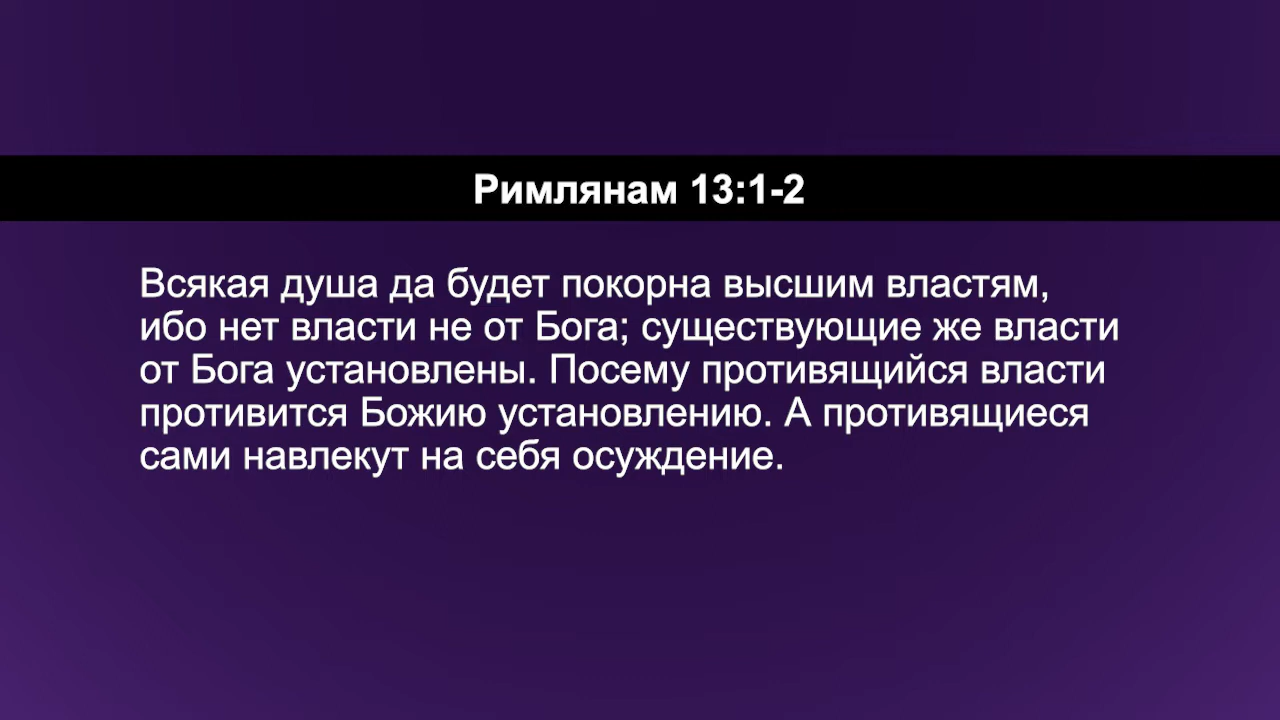 Римлянам 13:1-2
Всякая душа да будет покорна высшим властям,
ибо нет власти не от Бога; существующие же власти
от Бога установлены. Посему противящийся власти
противится Божию установлению. А противящиеся
сами навлекут на себя осуждение.